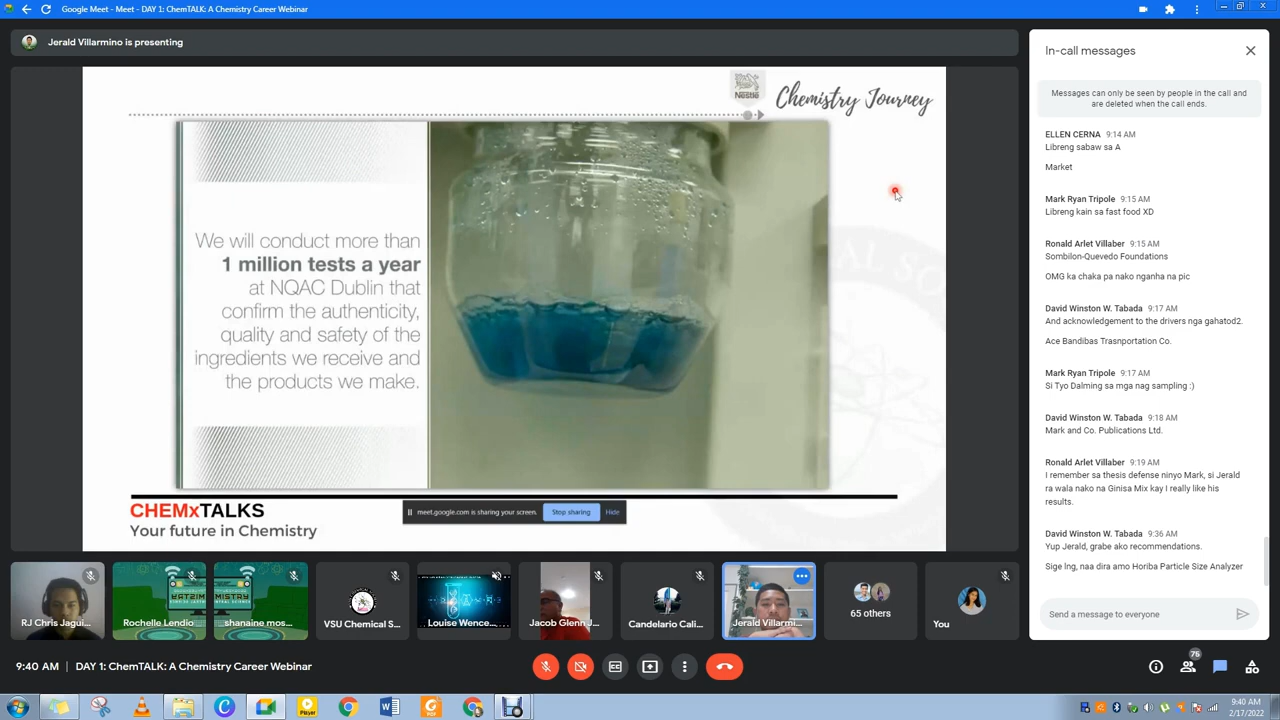 Google Meet - Meet - DAY 1: ChemTALK: A Chemistry Career Webinar
Jerald Villarmino is presenting
Nestlé
Chemistry Journey
We will conduct more than
1 million tests a year
at NQAC Dublin that
confirm the authenticity,
quality and safety of the
ingredients we receive and
the products we make.
CHEMxTALKS
Your future in Chemistry
meet.google.com is sharing your screen.
Stop sharing
Hide
RJ Chris Jagui...
Rochelle Lendio
shanaine mos...
VSU Chemical S...
Louise Wence...
Jacob Glenn J...
Candelario Cali...
Jerald Villarmi...
65 others
You
9:40 AM | DAY 1: ChemTALK: A Chemistry Career Webinar
75
In-call messages
Messages can only be seen by people in the call and
are deleted when the call ends.
ELLEN CERNA 9:14 AM
Libreng sabaw sa A
Market
Mark Ryan Tripole 9:15 AM
Libreng kain sa fast food XD
Ronald Arlet Villaber 9:15 AM
Sombilon-Quevedo Foundations
OMG ka chaka pa nako nganha na pic
David Winston W. Tabada 9:17 AM
And acknowledgement to the drivers nga gahatod2.
Ace Bandibas Trasnportation Co.
Mark Ryan Tripole 9:17 AM
Si Tyo Dalming sa mga nag sampling :)
David Winston W. Tabada 9:18 AM
Mark and Co. Publications Ltd.
Ronald Arlet Villaber 9:19 AM
I remember sa thesis defense ninyo Mark, si Jerald
ra wala nako na Ginisa Mix kay I really like his
results.
David Winston W. Tabada 9:36 AM
Yup Jerald, grabe ako recommendations.
Sige lng, naa dira amo Horiba Particle Size Analyzer
Send a message to everyone
9:40 AM
2/17/2022